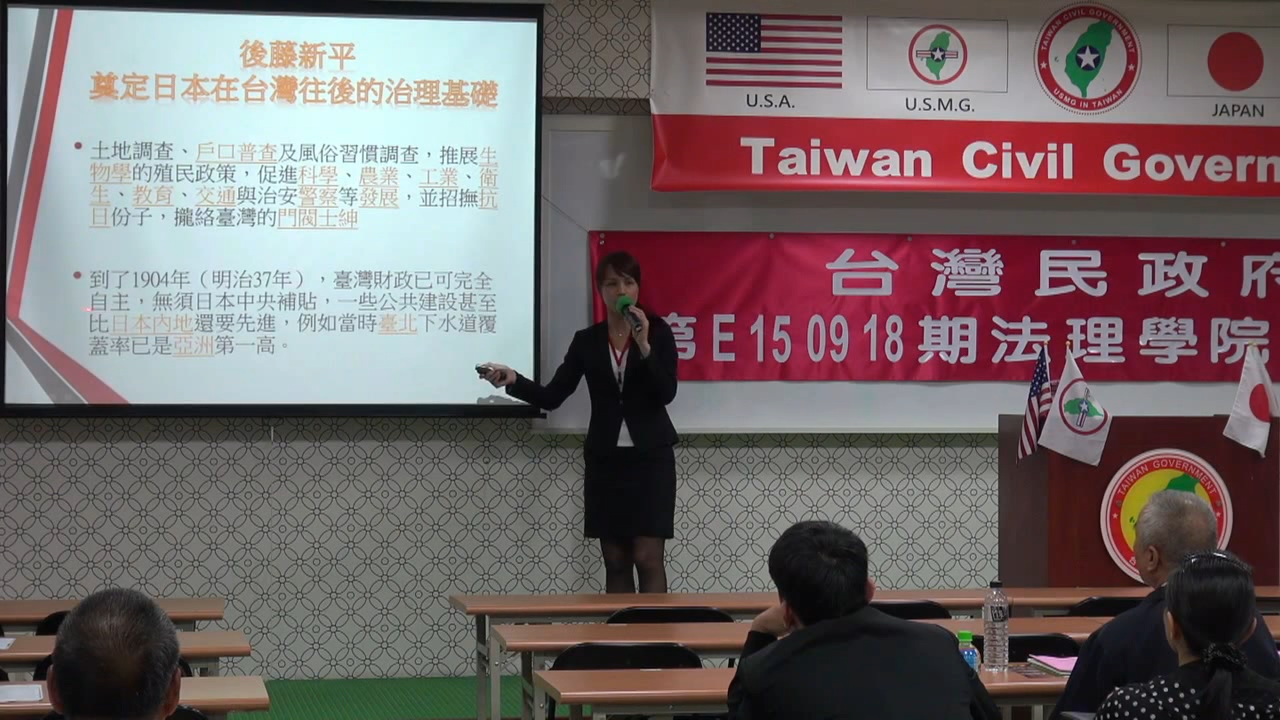 後藤新平
奠定日本在台灣往後的治理基礎
土地調查、戶口普查及風俗習慣調查，推展生
物學的殖民政策，促進科學、農業、工業、衛
生、教育、交通與治安警察等發展，並招撫抗
日份子，攏絡臺灣的門閥士紳
到了1904年（明治37年），臺灣財政已可完全
自主，無須日本中央補貼，一些公共建設甚至
比日本內地還要先進，例如當時臺北下水道覆
蓋率已是亞洲第一高。
U.S.A.
U.S.M.G.
TAIWAN CIVIL GOVERNMENT
USMG IN TAIWAN
JAPAN
Taiwan Civil Govern
台灣民政府
第E 15 09 18 期法理學院
TAIWAN GOVERNMENT